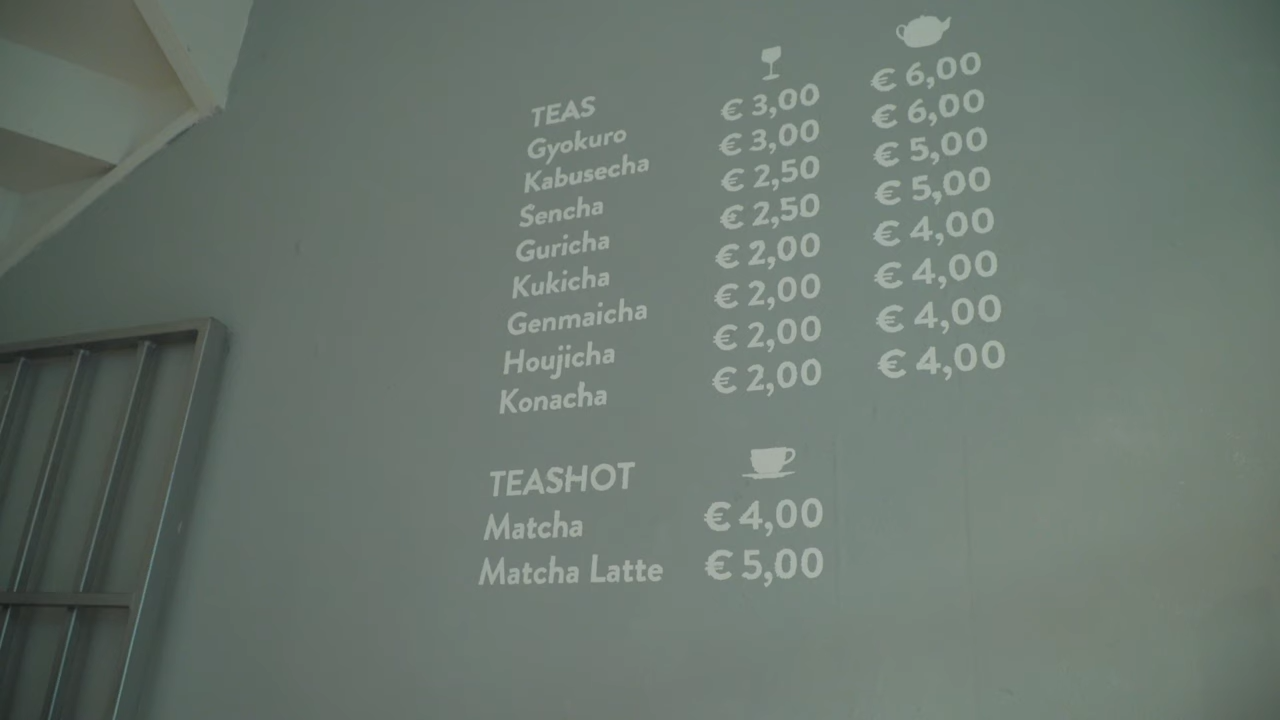 TEAS
Gyokuro € 3,00 € 6,00
Kabusecha € 3,00 € 6,00
Sencha € 2,50 € 5,00
Guricha € 2,50 € 5,00
Kukicha € 2,00 € 4,00
Genmaicha € 2,00 € 4,00
Houjicha € 2,00 € 4,00
Konacha € 2,00 € 4,00
TEASHOT
Matcha € 4,00
Matcha Latte € 5,00